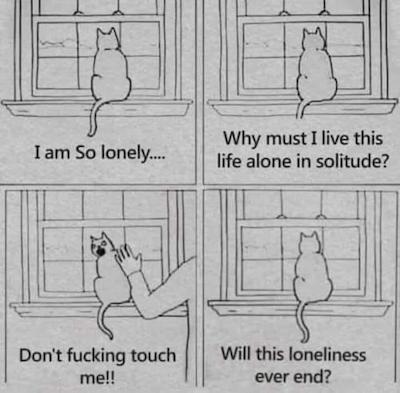 I am So lonely....
Why must I live this
life alone in solitude?
Don't fucking touch
me!!
Will this loneliness
ever end?